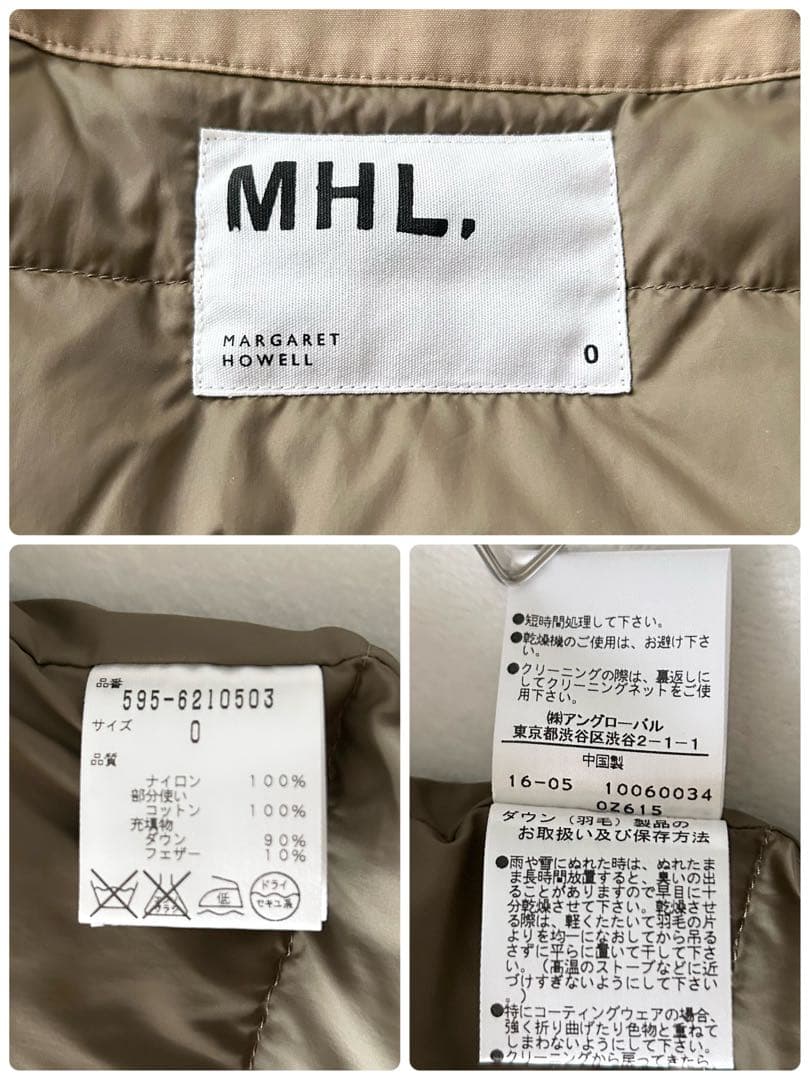 MHL.
MARGARET
HOWELL
0
品番
595-6210503
サイズ
0
品質
ナイロン 100%
部分使い
コットン 100%
充填物
ダウン 90%
フェザー 10%
低
ドライ
セキユ系
●短時間処理して下さい。
●乾燥機のご使用は、お避け下さ
い。
●クリーニングの際は、裏返しに
してクリーニングネットをご使
用下さい。
㈱アングローバル
東京都渋谷区渋谷2-1-1
中国製
16-05 10060034
0Z615
ダウン（羽毛）製品の
お取扱い及び保存方法
●雨や雪にぬれた時は、ぬれたま
ま長時間放置すると、臭いの出
ることがありますので早目に十
分乾燥させて下さい。乾燥させ
る際は、軽くたたいて羽毛の片
よりを均一になおしてから吊る
さずに平らに置いて干して下さ
い。（高温のストーブなどに近
づけすぎないようにして下さい
。）
●特にコーティングウェアの場合、
強く折り曲げたり色物と重ねて
しまわないようにして下さい。
●クリーニングから戻ってきたら、